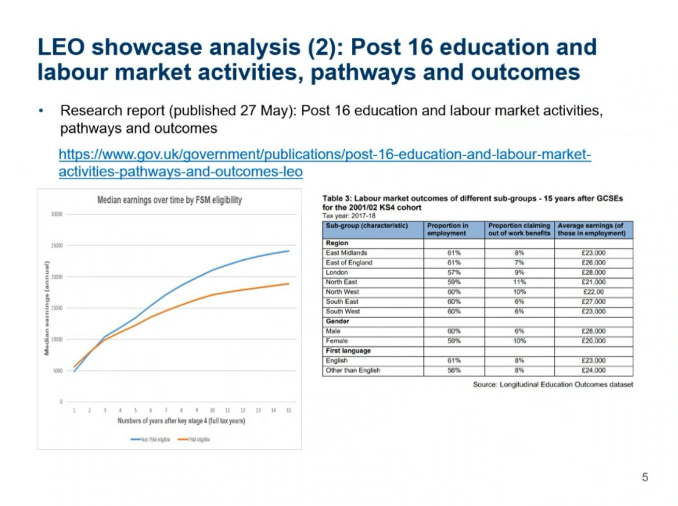 LEO showcase analysis (2): Post 16 education and
labour market activities, pathways and outcomes
• Research report (published 27 May): Post 16 education and labour market activities,
pathways and outcomes
https://www.gov.uk/government/publications/post-16-education-and-labour-market-
activities-pathways-and-outcomes-leo
Median earnings over time by FSM eligibility
Median earnings (annual)
30000
25000
20000
15000
10000
5000
0
1 2 3 4 5 6 7 8 9 10 11 12 13 14 15
Numbers of years after key stage 4 (full tax years)
Not FSM eligible FSM eligible
Table 3: Labour market outcomes of different sub-groups - 15 years after GCSEs
for the 2001/02 KS4 cohort
Tax year: 2017-18
Sub-group (characteristic) Proportion in Proportion claiming Average earnings (of
employment out of work benefits those in employment)
Region
East Midlands 61% 8% £23,000
East of England 61% 7% £26,000
London 57% 9% £28,000
North East 59% 11% £21,000
North West 60% 10% £22.00
South East 60% 6% £27,000
South West 60% 6% £23,000
Gender
Male 60% 6% £28,000
Female 59% 10% £20,000
First language
English 61% 8% £23,000
Other than English 56% 8% £24,000
Source: Longitudinal Education Outcomes dataset
5